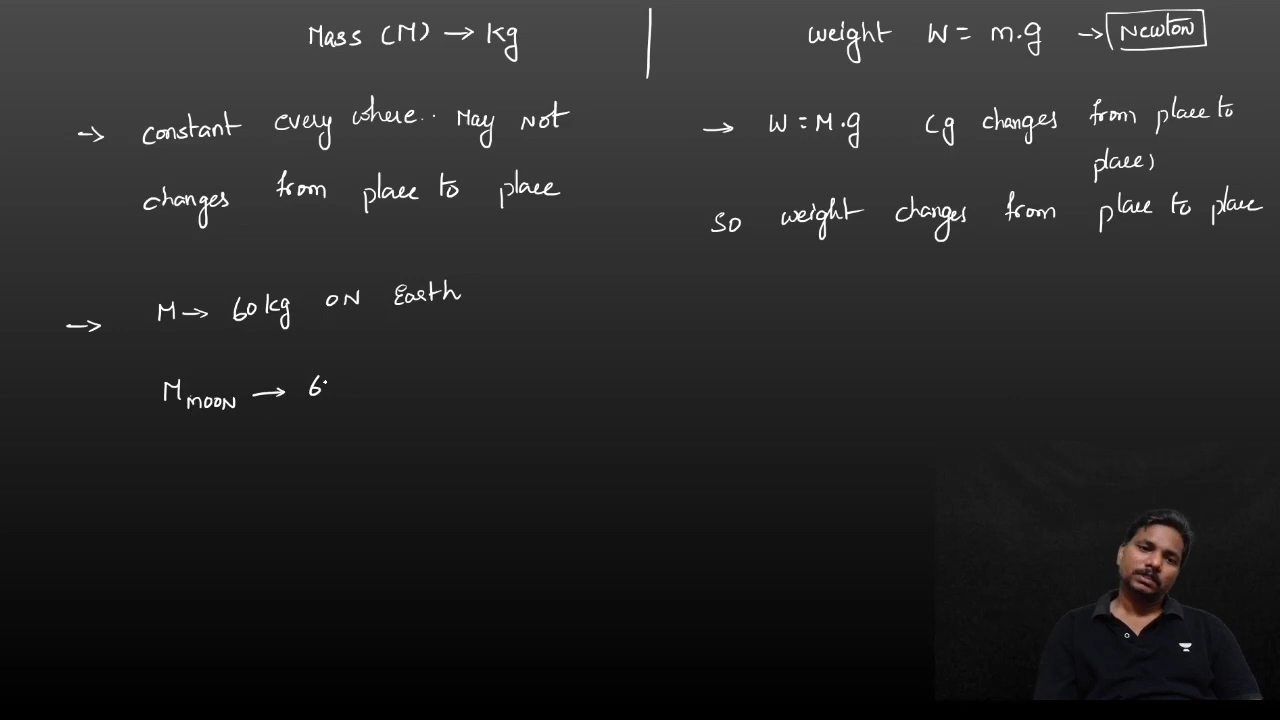 Mass (M) → kg
constant every where.. May not
changes from place to place
M → 60 kg ON Earth
M MOON → 6
weight W = m.g → Newton
→ W = M.g (g changes from place to
place)
so weight changes from place to place